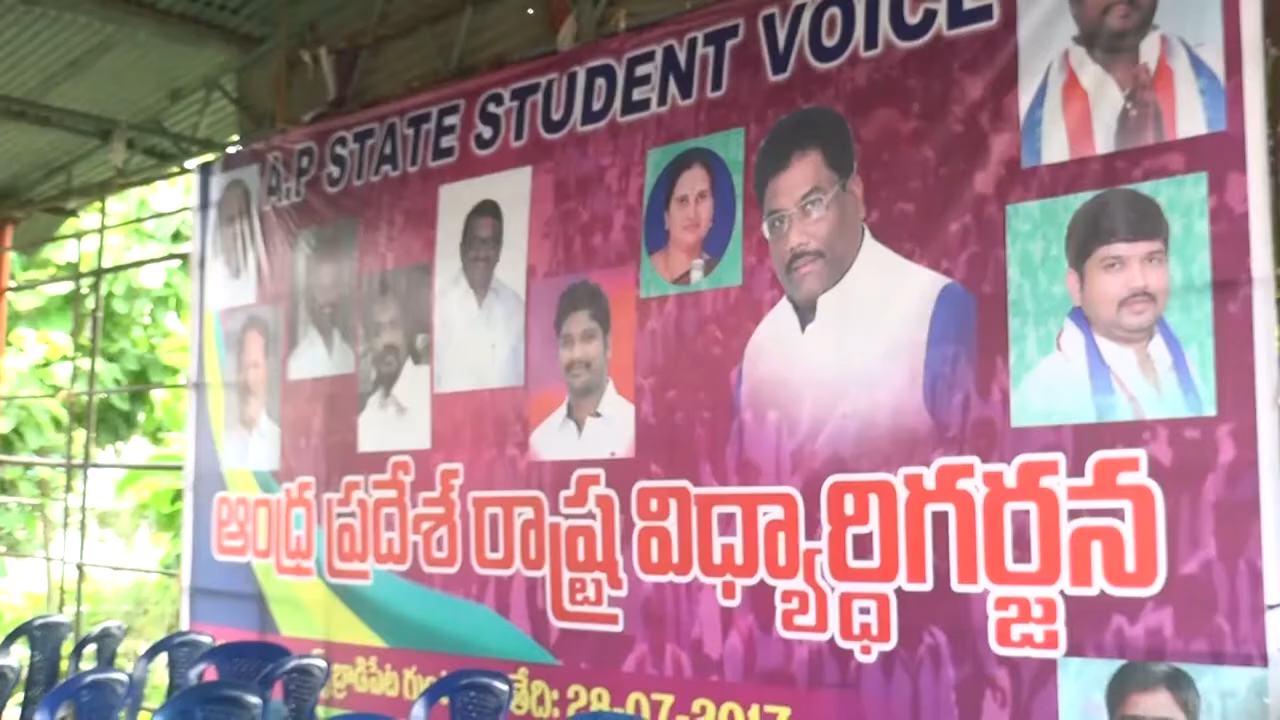 A.P STATE STUDENT VOICE
ఆంధ్ర ప్రదేశ్ రాష్ట్ర విధ్యార్థిగర్జన
బ్రాడిపేట తేది: 28-07-2017